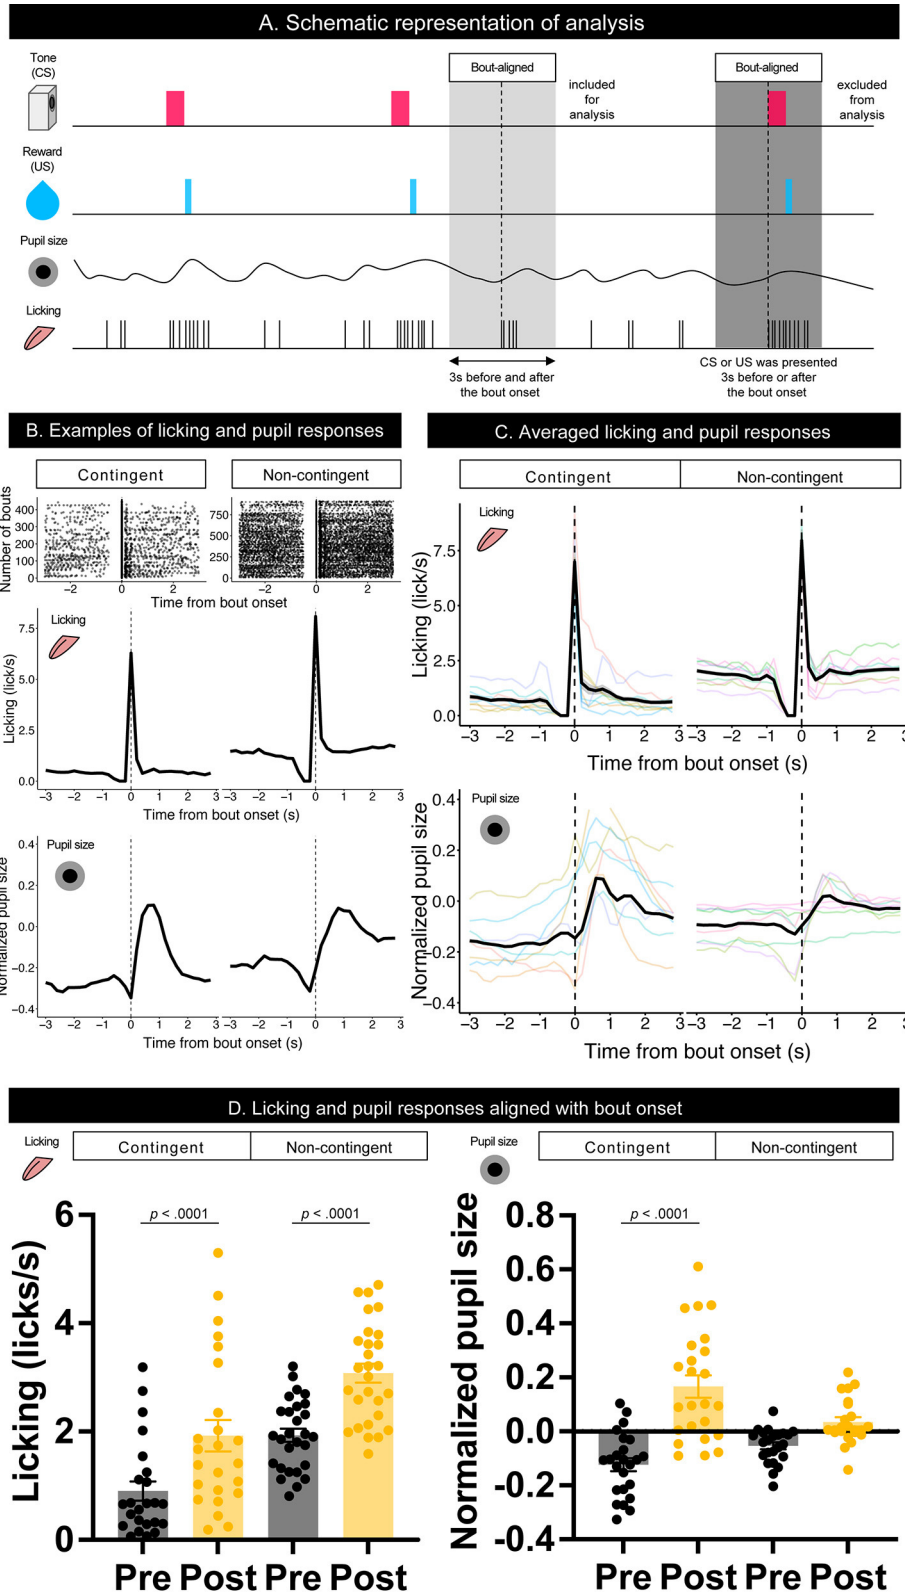 A. Schematic representation of analysis
Tone
(CS)
Bout-aligned
included
for
analysis
Bout-aligned
excluded
from
analysis
Reward
(US)
Pupil size
Licking
3s before and after
the bout onset
CS or US was presented
3s before or after
the bout onset
B. Examples of licking and pupil responses
Contingent
Non-contingent
Number of bouts
400
300
200
100
0
750
500
250
0
−2 0 2
−2 0 2
Time from bout onset
Licking
Licking (lick/s)
7.5
5.0
2.5
0.0
−3 −2 −1 0 1 2 3
−3 −2 −1 0 1 2 3
Time from bout onset (s)
Pupil size
Normalized pupil size
0.4
0.2
0.0
−0.2
−0.4
−3 −2 −1 0 1 2 3
−3 −2 −1 0 1 2 3
Time from bout onset (s)
C. Averaged licking and pupil responses
Contingent
Non-contingent
Licking (lick/s)
7.5
5.0
2.5
0.0
−3 −2 −1 0 1 2 3
−3 −2 −1 0 1 2 3
Time from bout onset (s)
Pupil size
Normalized pupil size
0.4
0.2
0.0
−0.2
−0.4
−3 −2 −1 0 1 2 3
−3 −2 −1 0 1 2 3
Time from bout onset (s)
D. Licking and pupil responses aligned with bout onset
Licking
Contingent
Non-contingent
Licking (licks/s)
6
4
2
0
p < .0001
p < .0001
Pre Post Pre Post
Pupil size
Contingent
Non-contingent
Normalized pupil size
0.8
0.6
0.4
0.2
0.0
-0.2
-0.4
p < .0001
Pre Post Pre Post